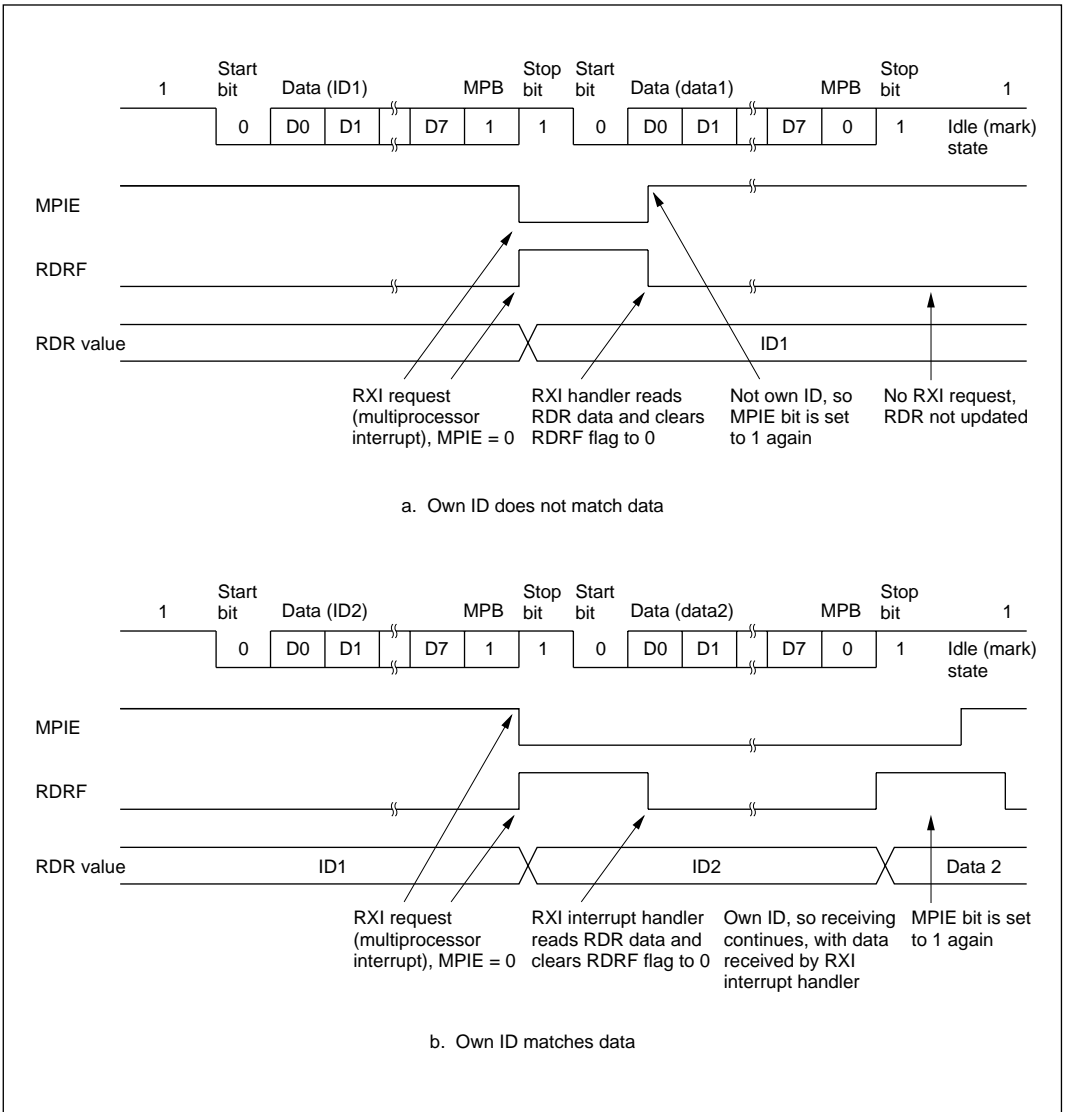 Start bit
Stop bit
Start bit
Stop bit
1 Data (ID1) MPB Data (data1) MPB 1
0 D0 D1 D7 1 1 0 D0 D1 D7 0 1 Idle (mark) state
MPIE
RDRF
RDR value ID1
RXI request (multiprocessor interrupt), MPIE = 0
RXI handler reads RDR data and clears RDRF flag to 0
Not own ID, so MPIE bit is set to 1 again
No RXI request, RDR not updated
a. Own ID does not match data
Start bit
Stop bit
Start bit
Stop bit
1 Data (ID2) MPB Data (data2) MPB 1
0 D0 D1 D7 1 1 0 D0 D1 D7 0 1 Idle (mark) state
MPIE
RDRF
RDR value ID1 ID2 Data 2
RXI request (multiprocessor interrupt), MPIE = 0
RXI interrupt handler reads RDR data and clears RDRF flag to 0
Own ID, so receiving continues, with data received by RXI interrupt handler
MPIE bit is set to 1 again
b. Own ID matches data